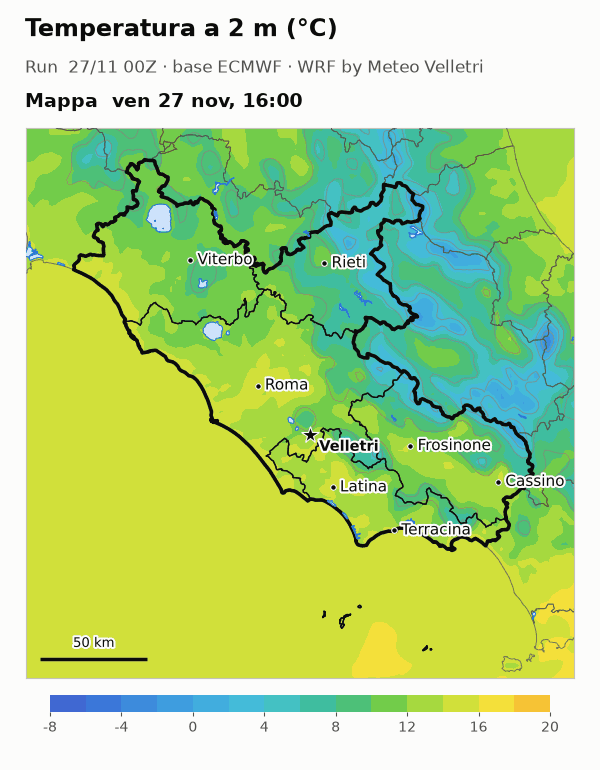 Temperatura a 2 m (°C)
Run  27/11 00Z · base ECMWF · WRF by Meteo Velletri
Mappa  ven 27 nov, 16:00
Viterbo
Rieti
Roma
Velletri
Frosinone
Latina
Cassino
Terracina
50 km
-8 -4 0 4 8 12 16 20